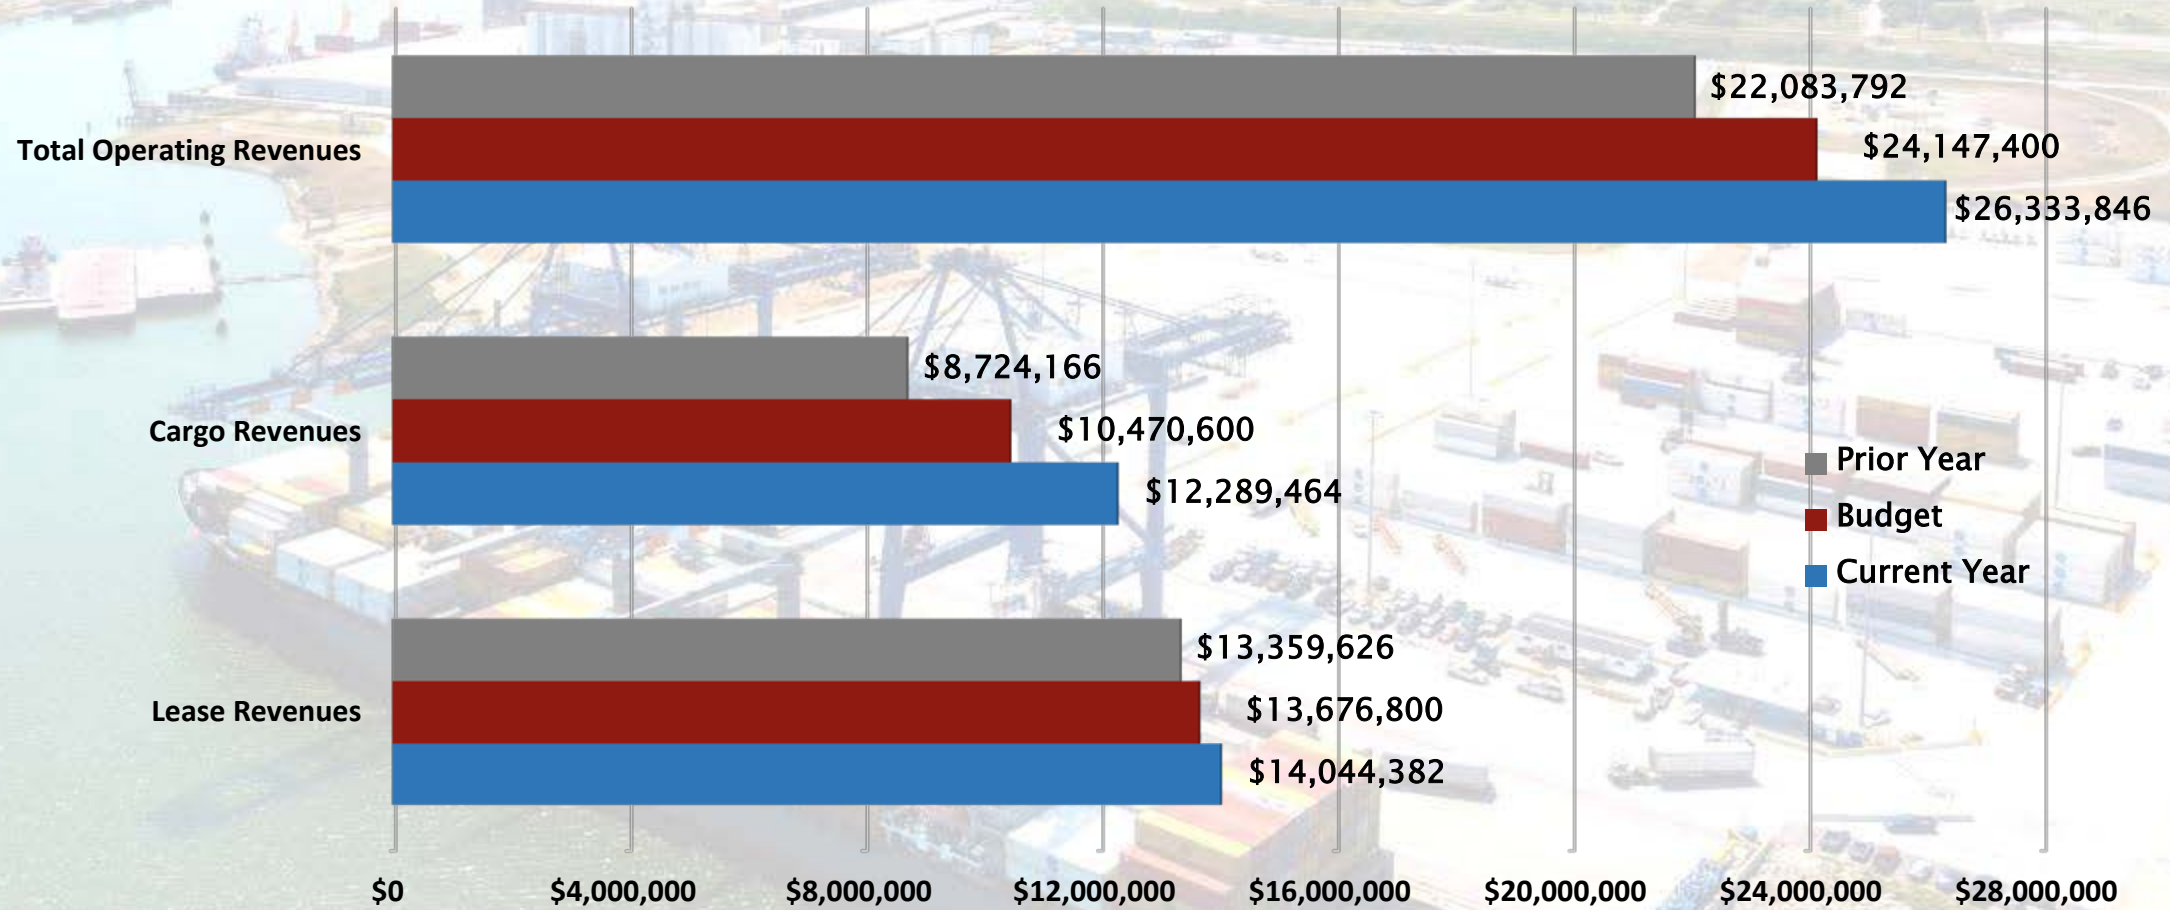 $22,083,792
Total Operating Revenues
$24,147,400
$26,333,846
$8,724,166
Cargo Revenues
$10,470,600
$12,289,464
Prior Year
Budget
Current Year
$13,359,626
Lease Revenues
$13,676,800
$14,044,382
$0 $4,000,000 $8,000,000 $12,000,000 $16,000,000 $20,000,000 $24,000,000 $28,000,000